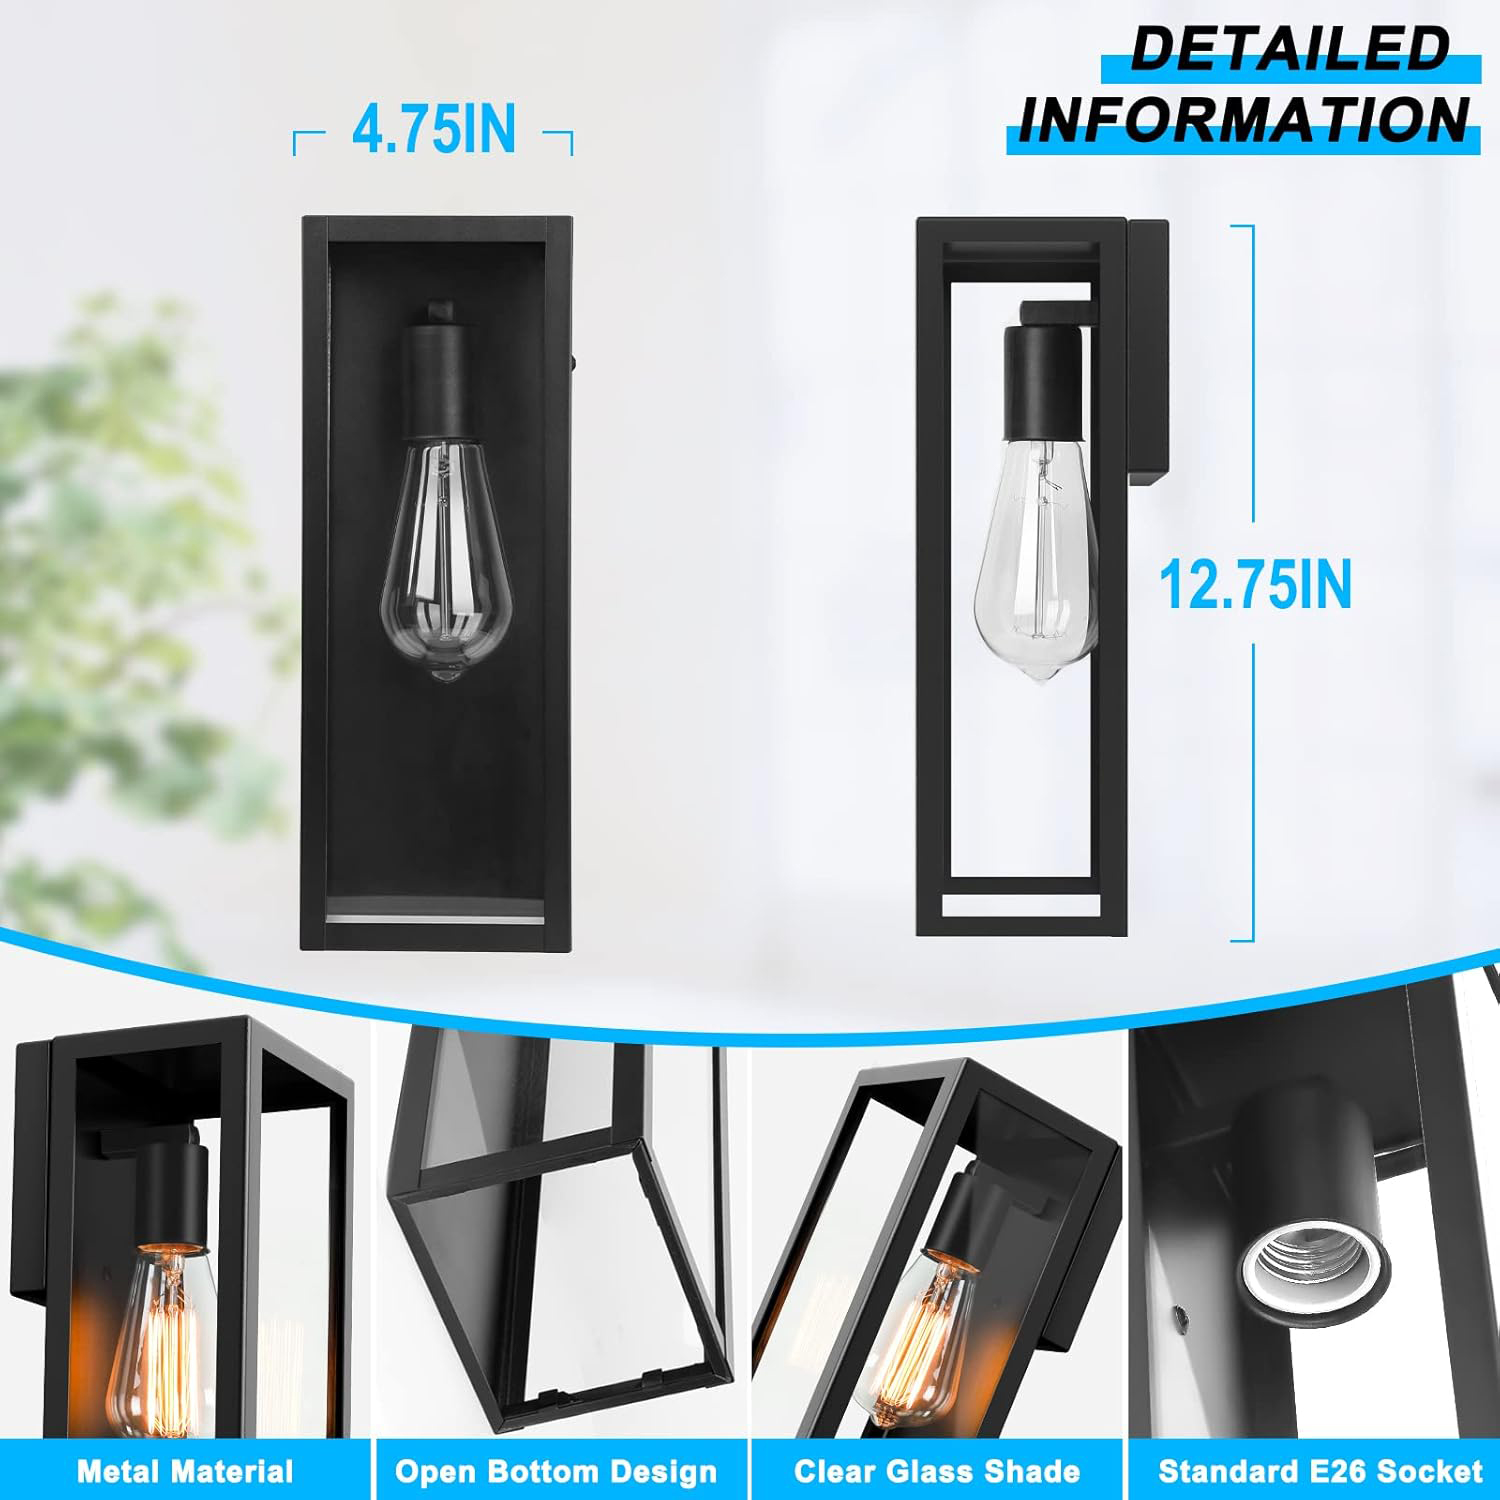 DETAILED
INFORMATION
4.75IN
12.75IN
Metal Material
Open Bottom Design
Clear Glass Shade
Standard E26 Socket